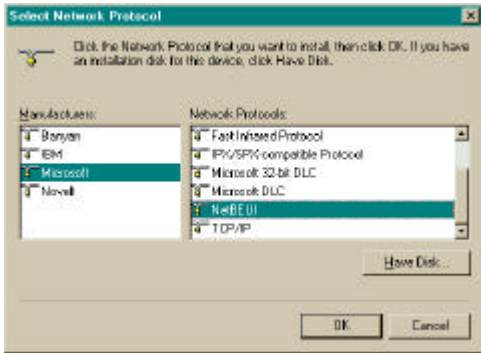 Select Network Protocol
Click the Network Protocol that you want to install, then click OK. If you have
an installation disk for this device, click Have Disk.
Manufacturers:
Banyan
IBM
Microsoft
Novell
Network Protocols:
Fast Infrared Protocol
IPX/SPX-compatible Protocol
Microsoft 32-bit DLC
Microsoft DLC
NetBEUI
TCP/IP
Have Disk...
OK
Cancel